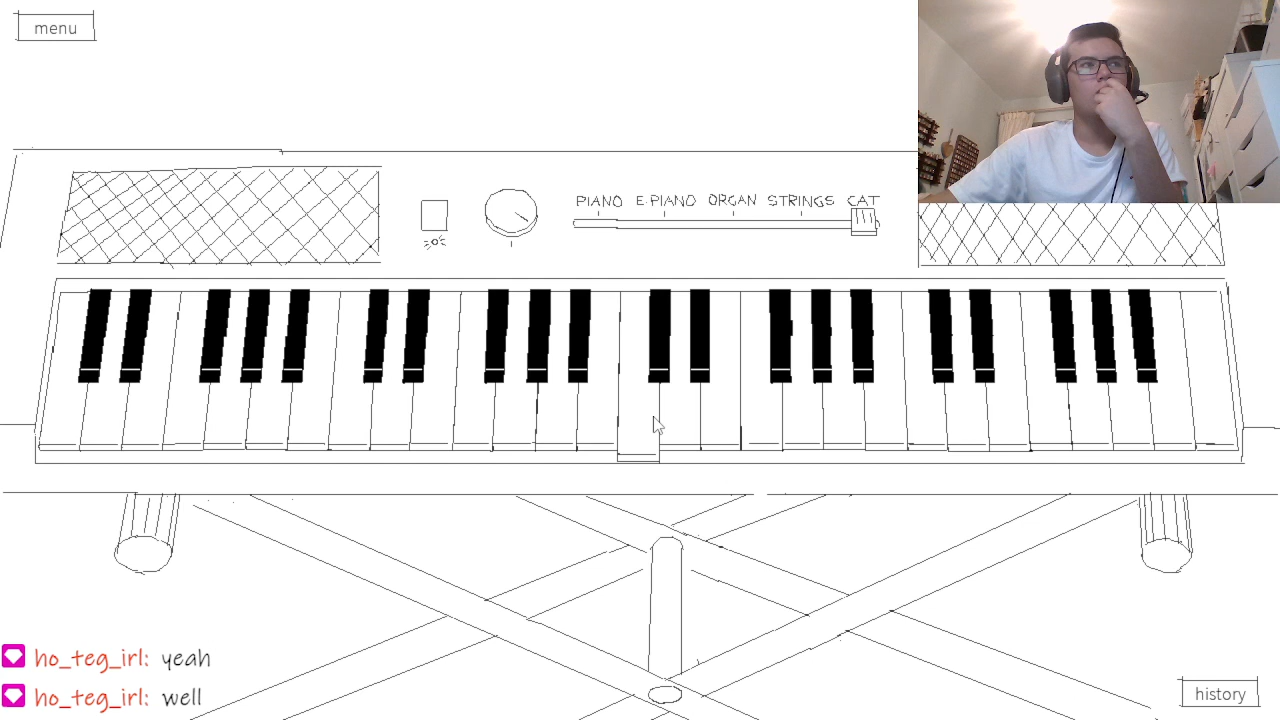 menu
PIANO E-PIANO ORGAN STRINGS CAT
ho_teg_irl: yeah
ho_teg_irl: well
history